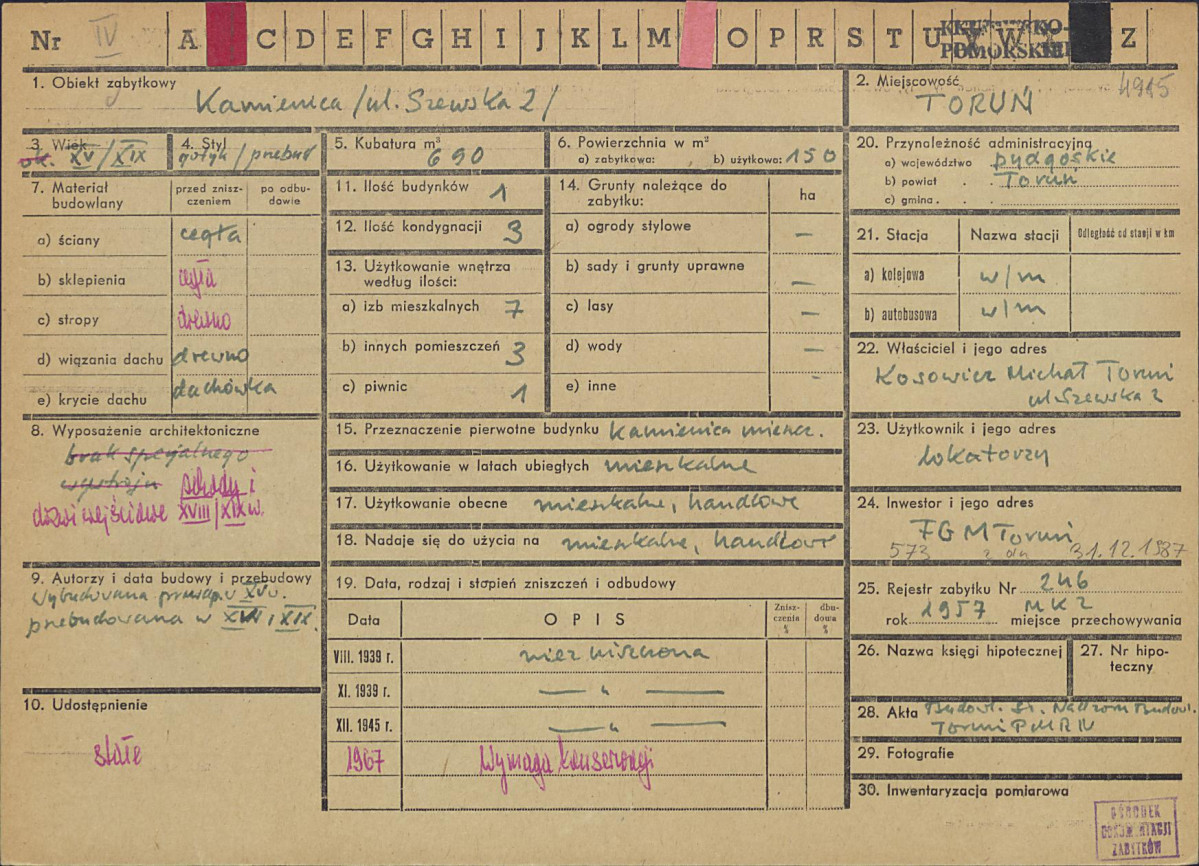 Nr IV A C D E F G H I J K L M O P R S T U W Z
POMORSKIE
1. Obiekt zabytkowy
Kamienica /ul. Szewska 2/
2. Miejscowość 4915
TORUŃ
3. Wiek
ok. XV/XIX
4. Styl
gotyk/przebud
5. Kubatura m³
690
6. Powierzchnia w m²
a) zabytkowa: b) użytkowa: 150
7. Materiał budowlany
przed zniszczeniem
po odbudowie
a) ściany cegła
b) sklepienia cegła
c) stropy drewno
d) wiązania dachu drewno
e) krycie dachu dachówka
8. Wyposażenie architektoniczne
brak specjalnego
wystroju schody i
drzwi wejściowe XVIII/XIX w.
9. Autorzy i data budowy i przebudowy
Wybudowana XV w.
przebudowana w i XIX.
10. Udostępnienie
stałe
11. Ilość budynków 1
12. Ilość kondygnacji 3
13. Użytkowanie wnętrza
według ilości:
a) izb mieszkalnych 7
b) innych pomieszczeń 3
c) piwnic 1
14. Grunty należące do
zabytku:
ha
a) ogrody stylowe —
b) sady i grunty uprawne —
c) lasy —
d) wody —
e) inne -
15. Przeznaczenie pierwotne budynku Kamienica mieszcz.
16. Użytkowanie w latach ubiegłych mieszkalne
17. Użytkowanie obecne mieszkalne, handlowe
18. Nadaje się do użycia na mieszkalne, handlowe
19. Data, rodzaj i stopień zniszczeń i odbudowy
Data
OPIS
Zniszczenia %
dbudowa %
VIII. 1939 r. niezniszczona
XI. 1939 r. — " —
XII. 1945 r. — " —
1967 Wymaga konserwacji
20. Przynoleżność administracyjna
a) województwo bydgoskie
b) powiat . . Toruń
c) gmina . .
21. Stacja
Nazwa stacji
Odległość od stacji w km
a) kolejowa w/m
b) autobusowa w/m
22. Właściciel i jego adres
Kosowicz Michał Toruń
ul. Szewska 2
23. Użytkownik i jego adres
lokatorzy
24. Inwestor i jego adres
Toruń
573 z dn 31.12.1987
25. Rejestr zabytku Nr 246
rok 1957 MKZ miejsce przechowywania
26. Nazwa księgi hipotecznej
27. Nr hipoteczny
28. Akta Budowl.
Toruń PMRN
29. Fotografie
30. Inwentaryzacja pomiarowa
OŚRODEK
DOKUMENTACJI
ZABYTKÓW